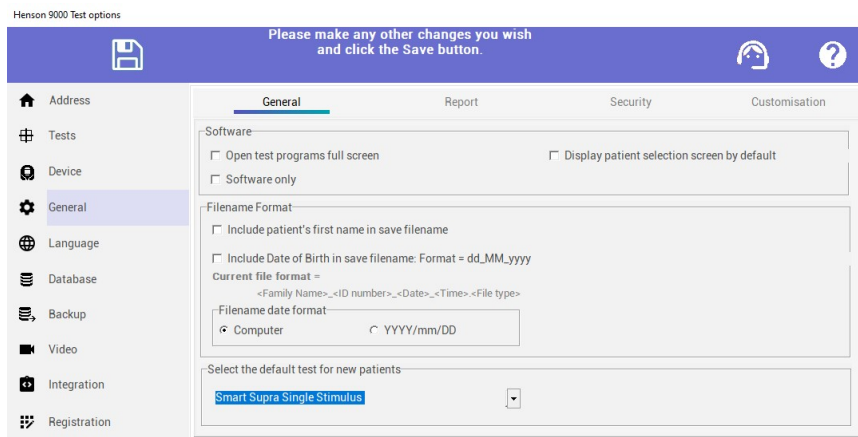 Henson 9000 Test options
Please make any other changes you wish
and click the Save button.
Address
Tests
Device
General
Language
Database
Backup
Video
Integration
Registration
General Report Security Customisation
Software
Open test programs full screen
Display patient selection screen by default
Software only
Filename Format
Include patient's first name in save filename
Include Date of Birth in save filename: Format = dd_MM_yyyy
Current file format =
<Family Name>_<ID number>_<Date>_<Time>.<File type>
Filename date format
Computer
YYYY/mm/DD
Select the default test for new patients
Smart Supra Single Stimulus